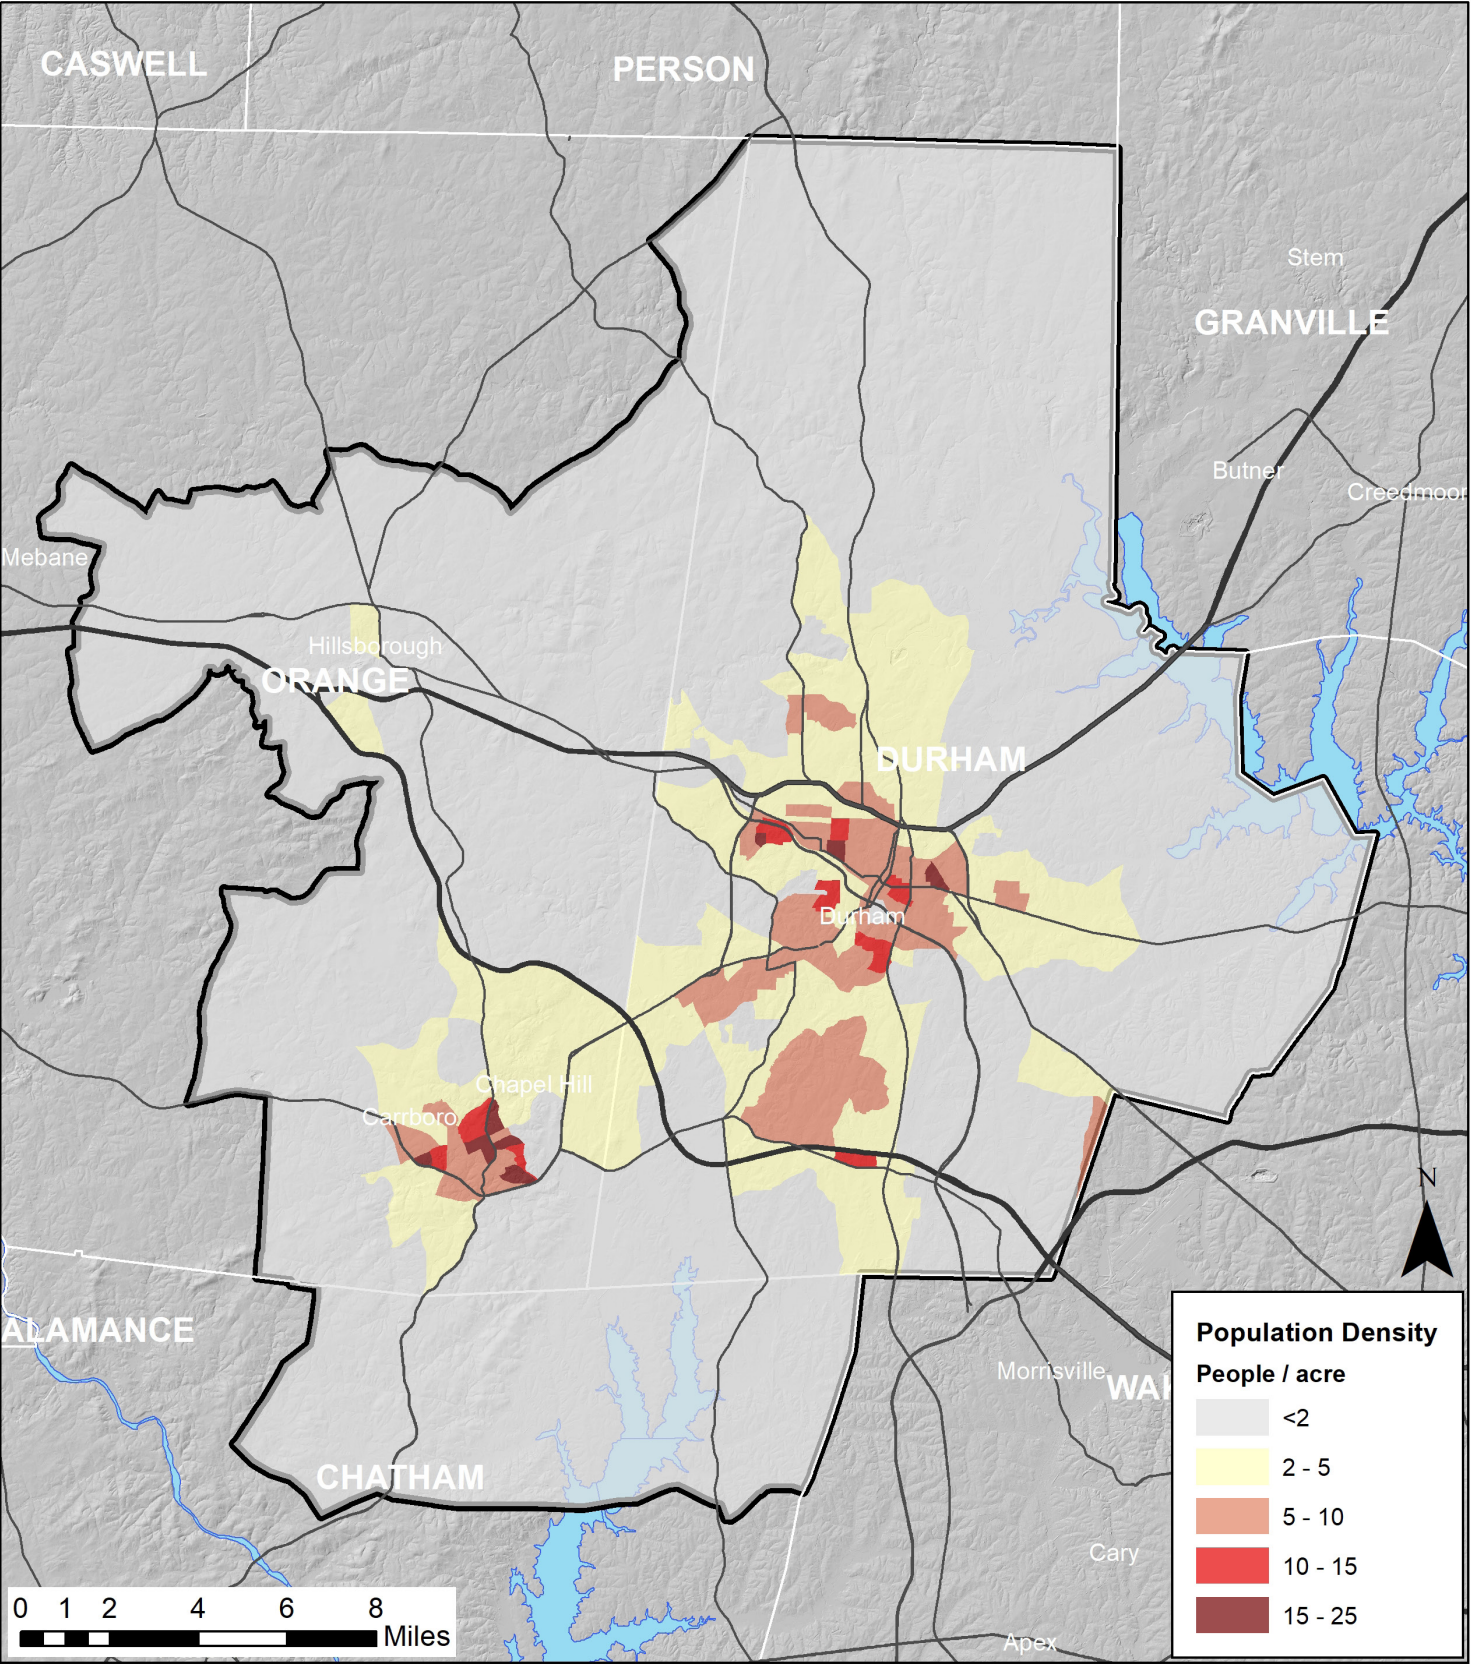 CASWELL
PERSON
Stem
GRANVILLE
Butner
Creedmoor
Mebane
Hillsborough
ORANGE
DURHAM
Durham
Chapel Hill
Carrboro
N
ALAMANCE
Morrisville
WAK
CHATHAM
Cary
Apex
Population Density
People / acre
<2
2 - 5
5 - 10
10 - 15
15 - 25
0 1 2 4 6 8
Miles